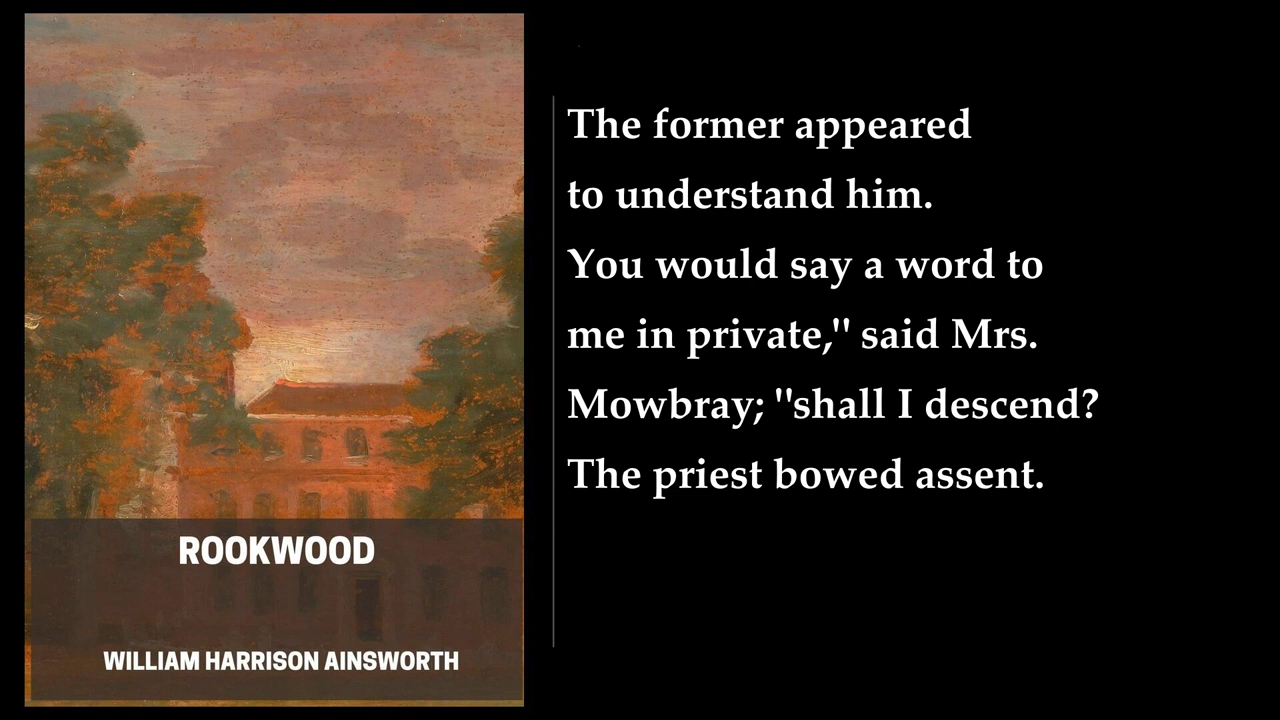 The former appeared
to understand him.
You would say a word to
me in private," said Mrs.
Mowbray; "shall I descend?
The priest bowed assent.
ROOKWOOD
WILLIAM HARRISON AINSWORTH